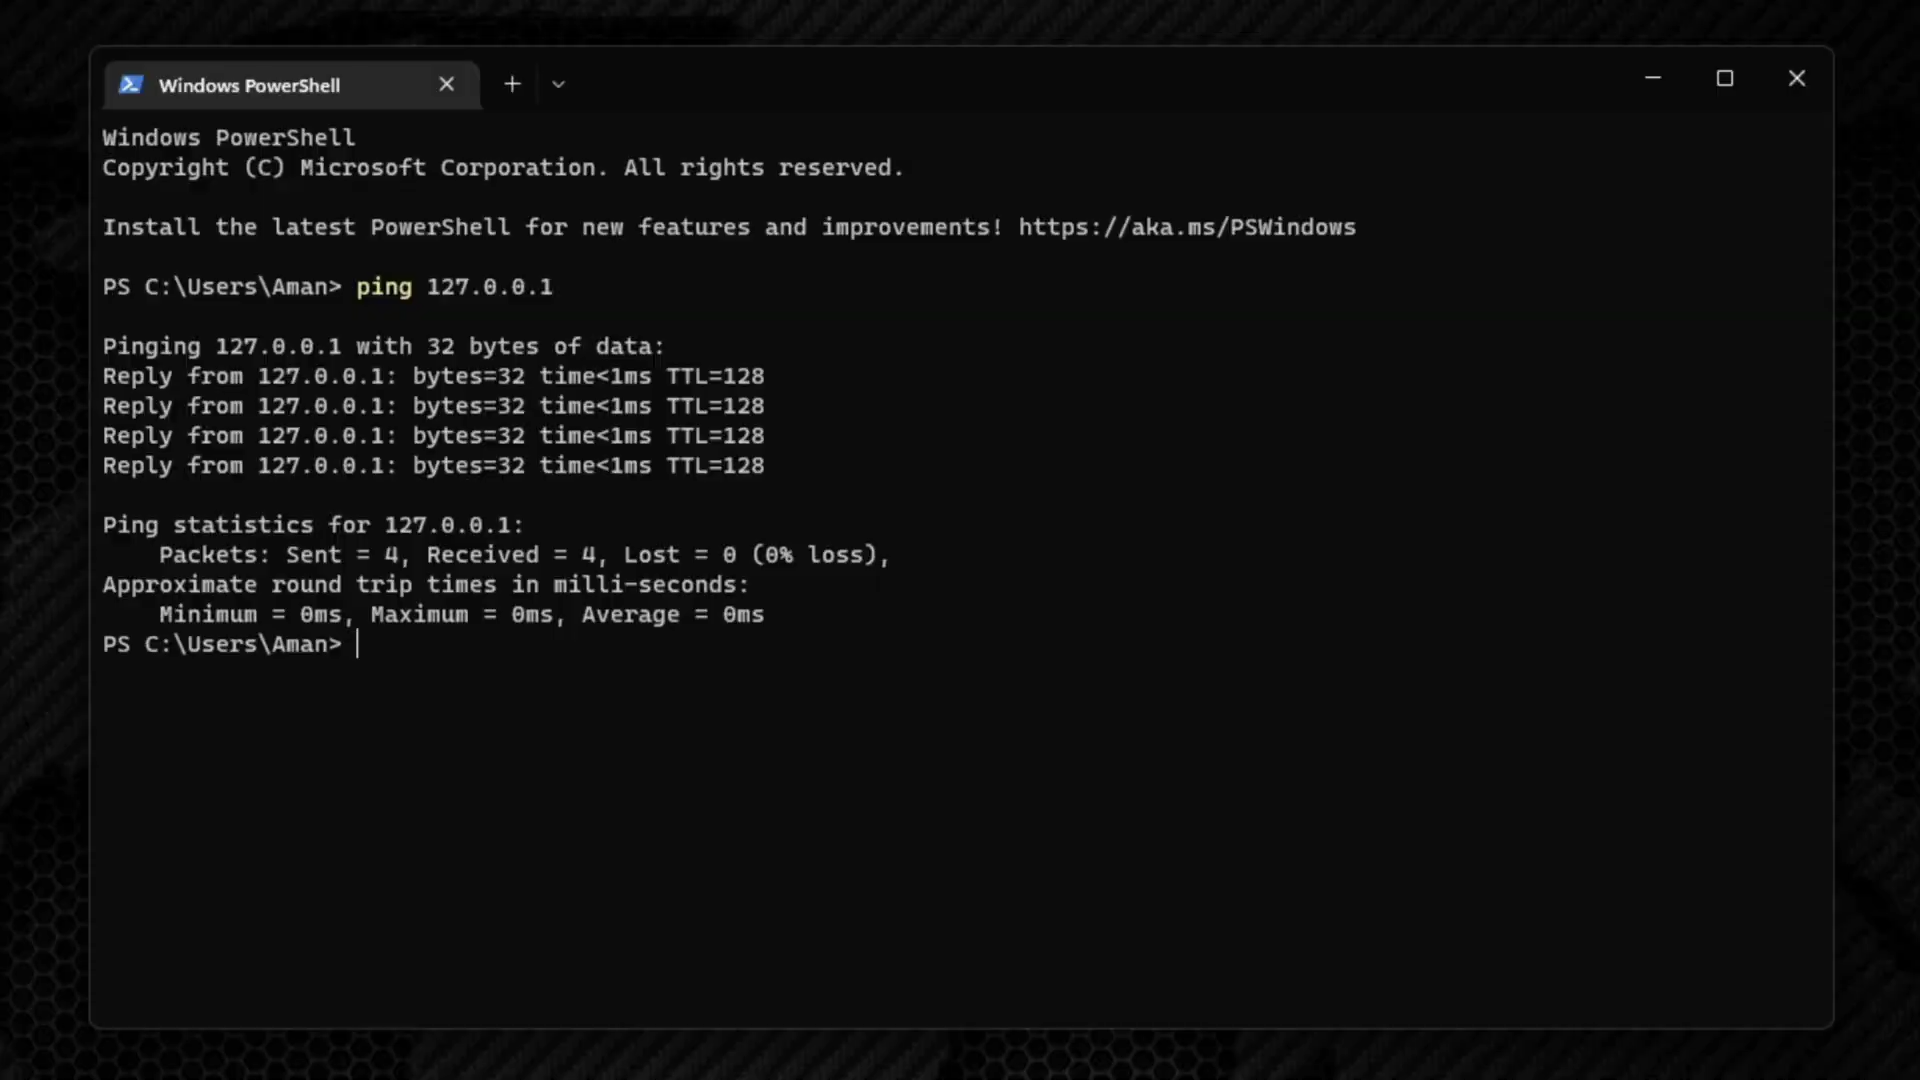 Windows PowerShell
Windows PowerShell
Copyright (C) Microsoft Corporation. All rights reserved.
Install the latest PowerShell for new features and improvements! https://aka.ms/PSWindows
PS C:\Users\Aman> ping 127.0.0.1
Pinging 127.0.0.1 with 32 bytes of data:
Reply from 127.0.0.1: bytes=32 time<1ms TTL=128
Reply from 127.0.0.1: bytes=32 time<1ms TTL=128
Reply from 127.0.0.1: bytes=32 time<1ms TTL=128
Reply from 127.0.0.1: bytes=32 time<1ms TTL=128
Ping statistics for 127.0.0.1:
    Packets: Sent = 4, Received = 4, Lost = 0 (0% loss),
Approximate round trip times in milli-seconds:
    Minimum = 0ms, Maximum = 0ms, Average = 0ms
PS C:\Users\Aman>